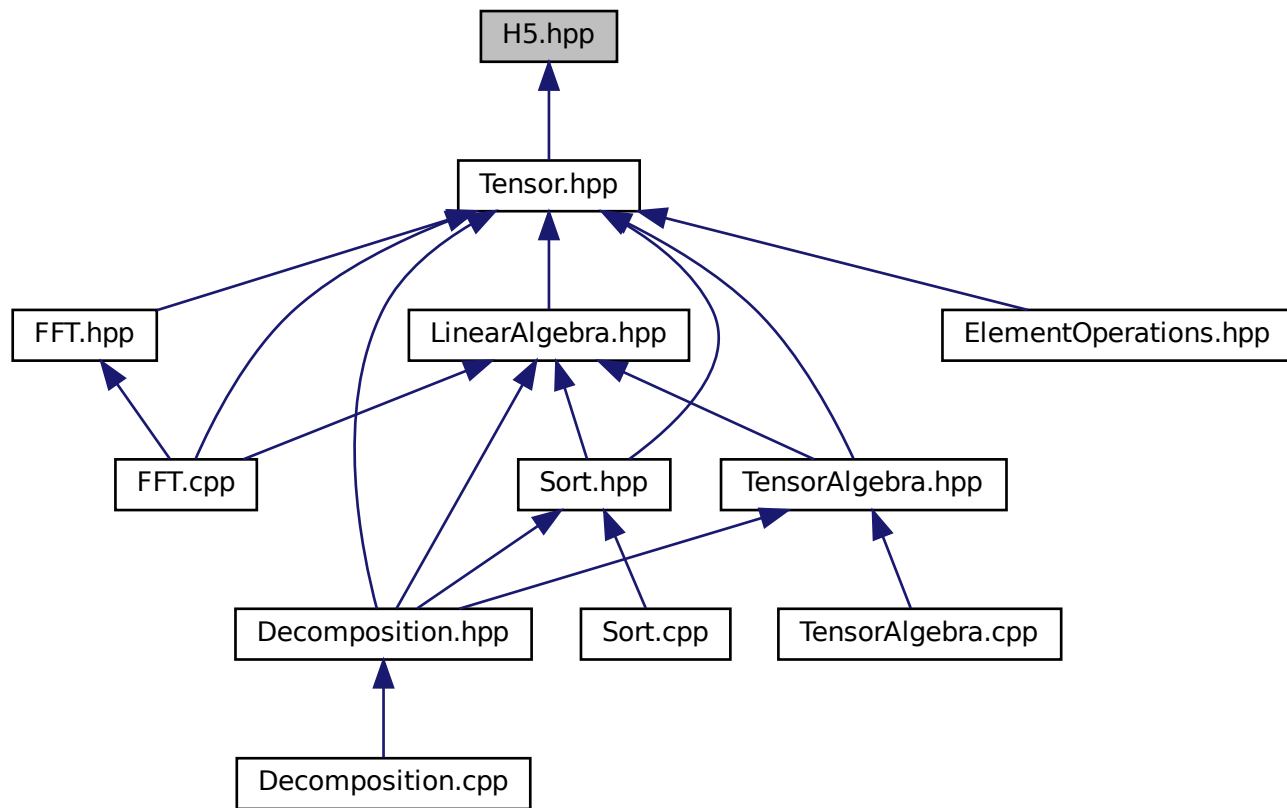 H5.hpp
Tensor.hpp
FFT.hpp
LinearAlgebra.hpp
ElementOperations.hpp
FFT.cpp
Sort.hpp
TensorAlgebra.hpp
Decomposition.hpp
Sort.cpp
TensorAlgebra.cpp
Decomposition.cpp